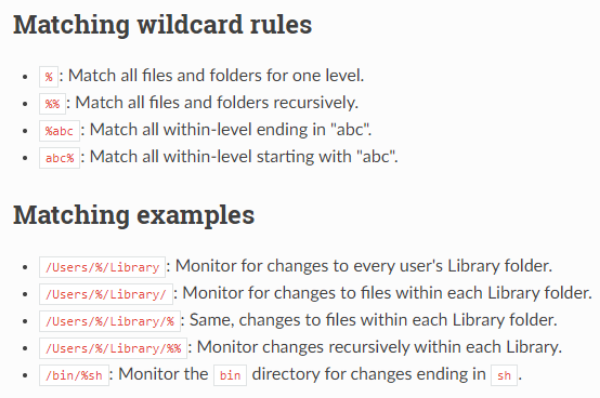 Matching wildcard rules
%: Match all files and folders for one level.
%%: Match all files and folders recursively.
%abc: Match all within-level ending in "abc".
abc%: Match all within-level starting with "abc".
Matching examples
/Users/%/Library: Monitor for changes to every user's Library folder.
/Users/%/Library/: Monitor for changes to files within each Library folder.
/Users/%/Library/%: Same, changes to files within each Library folder.
/Users/%/Library/%%: Monitor changes recursively within each Library.
/bin/%sh: Monitor the bin directory for changes ending in sh.